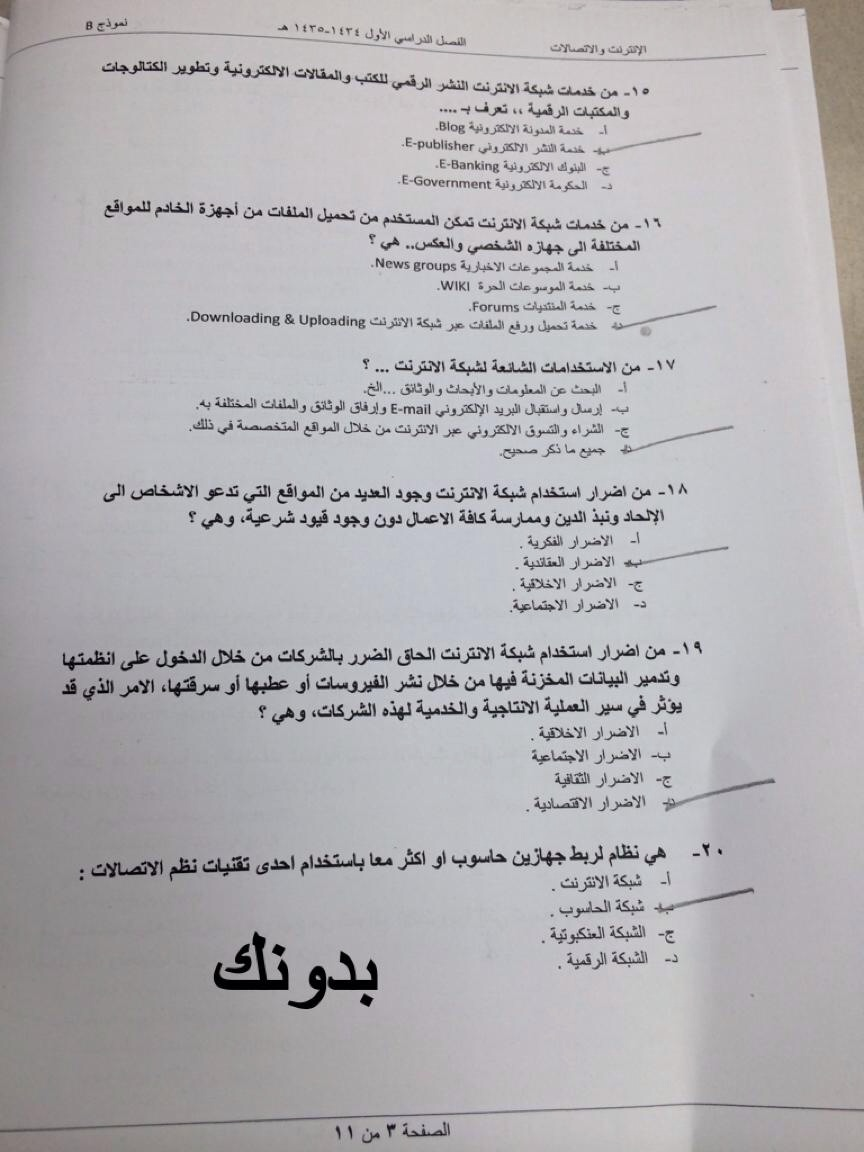 الإنترنت والاتصالات الفصل الدراسي الأول ١٤٣٤-١٤٣٥ هـ نموذج B
١٥- من خدمات شبكة الانترنت النشر الرقمي للكتب والمقالات الالكترونية وتطوير الكتالوجات
والمكتبات الرقمية ،، تعرف بـ ....
أ- خدمة المدونة الالكترونية Blog.
ب- خدمة النشر الالكتروني E-publisher.
ج- البنوك الالكترونية E-Banking.
د- الحكومة الالكترونية E-Government.
١٦- من خدمات شبكة الانترنت تمكن المستخدم من تحميل الملفات من أجهزة الخادم للمواقع
المختلفة الى جهازه الشخصي والعكس.. هي ؟
أ- خدمة المجموعات الاخبارية News groups.
ب- خدمة الموسوعات الحرة WIKI.
ج- خدمة المنتديات Forums.
د- خدمة تحميل ورفع الملفات عبر شبكة الانترنت Downloading & Uploading.
١٧- من الاستخدامات الشائعة لشبكة الانترنت ... ؟
أ- البحث عن المعلومات والأبحاث والوثائق ...الخ.
ب- إرسال واستقبال البريد الإلكتروني E-mail وإرفاق الوثائق والملفات المختلفة به.
ج- الشراء والتسوق الالكتروني عبر الانترنت من خلال المواقع المتخصصة في ذلك.
د- جميع ما ذكر صحيح.
١٨- من اضرار استخدام شبكة الانترنت وجود العديد من المواقع التي تدعو الاشخاص الى
الإلحاد ونبذ الدين وممارسة كافة الاعمال دون وجود قيود شرعية، وهي ؟
أ- الاضرار الفكرية .
ب- الاضرار العقائدية .
ج- الاضرار الاخلاقية .
د- الاضرار الاجتماعية.
١٩- من اضرار استخدام شبكة الانترنت الحاق الضرر بالشركات من خلال الدخول على انظمتها
وتدمير البيانات المخزنة فيها من خلال نشر الفيروسات أو عطبها أو سرقتها، الامر الذي قد
يؤثر في سير العملية الانتاجية والخدمية لهذه الشركات، وهي ؟
أ- الاضرار الاخلاقية .
ب- الاضرار الاجتماعية
ج- الاضرار الثقافية
د- الاضرار الاقتصادية .
٢٠- هي نظام لربط جهازين حاسوب او اكثر معا باستخدام احدى تقنيات نظم الاتصالات :
أ- شبكة الانترنت .
ب- شبكة الحاسوب .
ج- الشبكة العنكبوتية .
د- الشبكة الرقمية .
بدونك
الصفحة ٣ من ١١